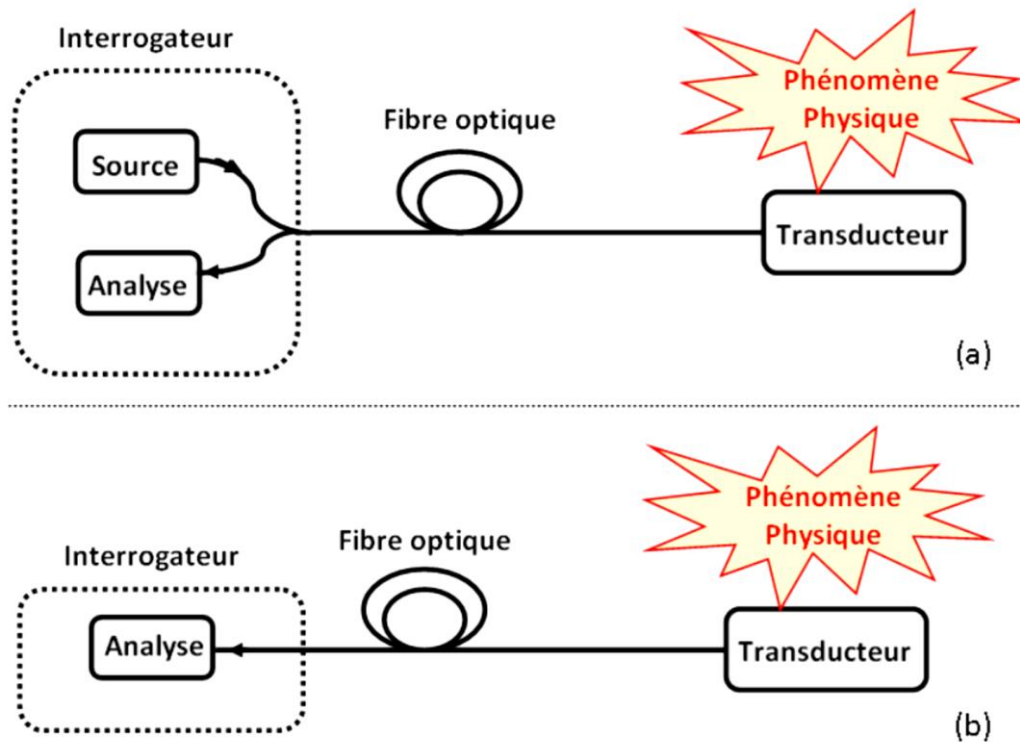 Interrogateur
Phénomène
Physique
Fibre optique
Source
Transducteur
Analyse
(a)
Phénomène
Physique
Fibre optique
Interrogateur
Analyse
Transducteur
(b)